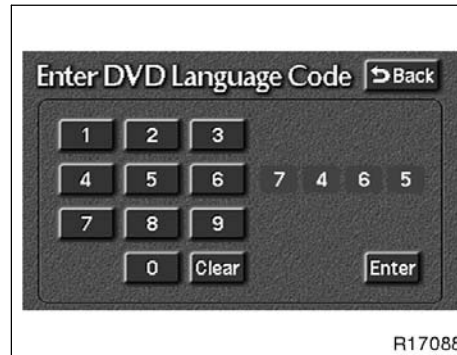 Enter DVD Language Code Back
1 2 3
4 5 6 7 4 6 5
7 8 9
0 Clear Enter
R17088